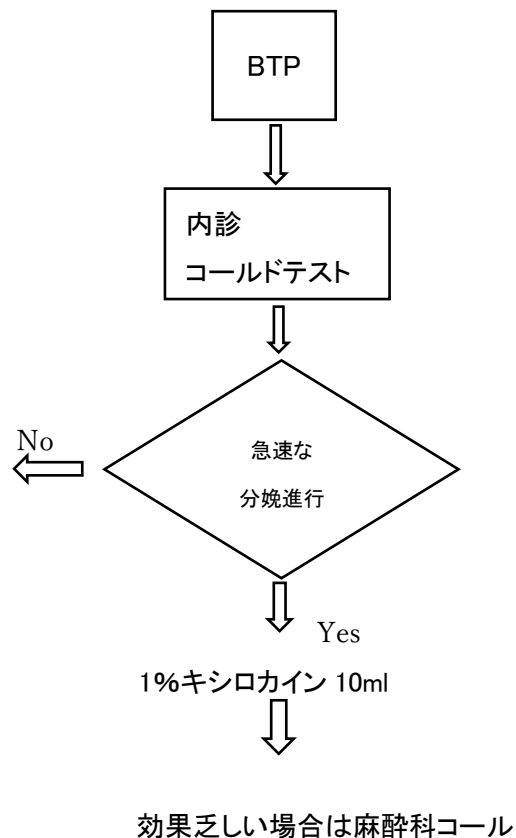 BTP
内診
コールドテスト
急速な
分娩進行
No
Yes
1%キシロカイン 10ml
効果乏しい場合は麻酔科コール